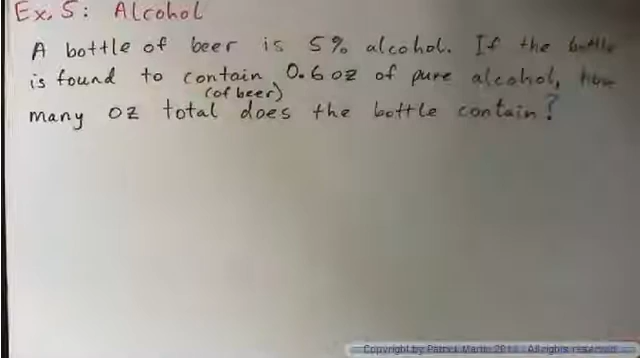 Ex. 5: Alcohol
A bottle of beer is 5% alcohol. If the bottle
is found to contain 0.6 oz of pure alcohol, how
(of beer)
many oz total does the bottle contain?
Copyright by Patrick Martin All rights reserved